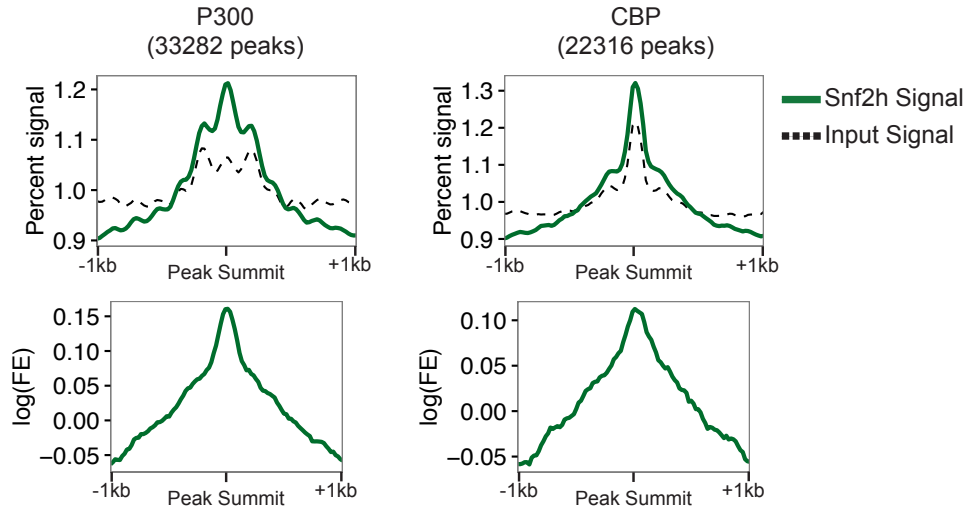 P300
(33282 peaks)
CBP
(22316 peaks)
Snf2h Signal
Input Signal
Percent signal
1.2
1.1
1.0
0.9
-1kb
Peak Summit
+1kb
Percent signal
1.3
1.2
1.1
1.0
0.9
-1kb
Peak Summit
+1kb
log(FE)
0.15
0.10
0.05
0.00
−0.05
-1kb
Peak Summit
+1kb
log(FE)
0.10
0.05
0.00
−0.05
-1kb
Peak Summit
+1kb